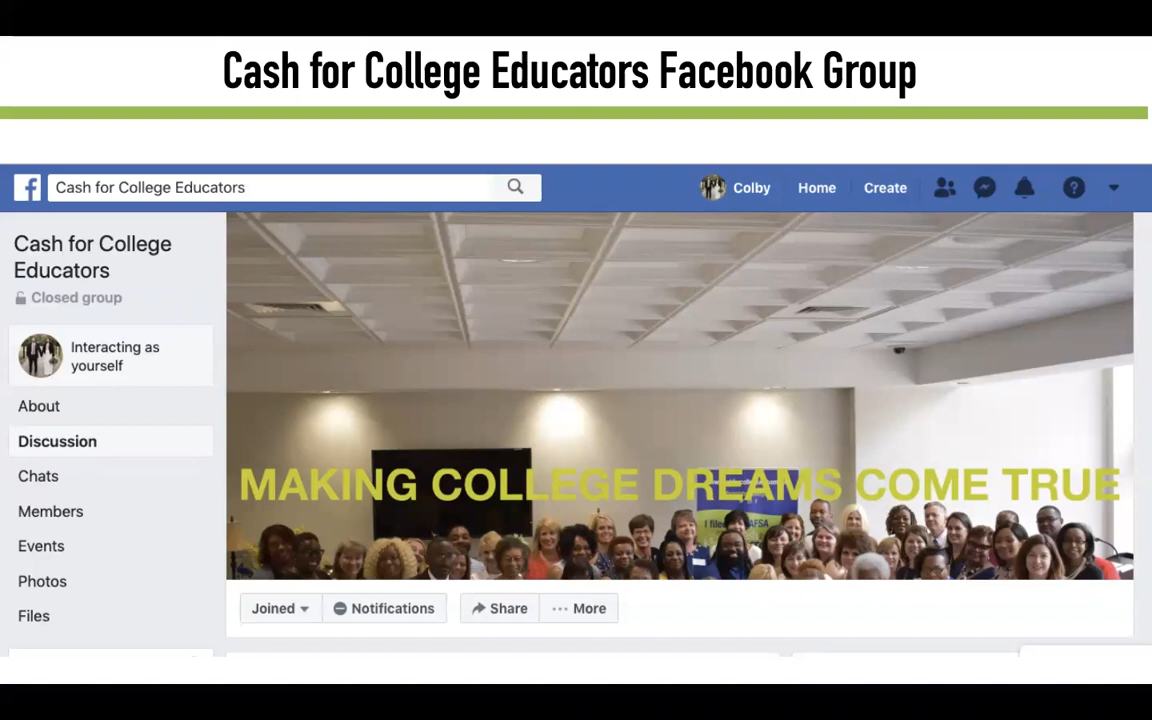 Cash for College Educators Facebook Group
f Cash for College Educators
Colby Home Create ?
Cash for College
Educators
Closed group
Interacting as
yourself
About
Discussion
Chats
Members
Events
Photos
Files
MAKING COLLEGE DREAMS COME TRUE
I file AFSA
Joined Notifications Share More